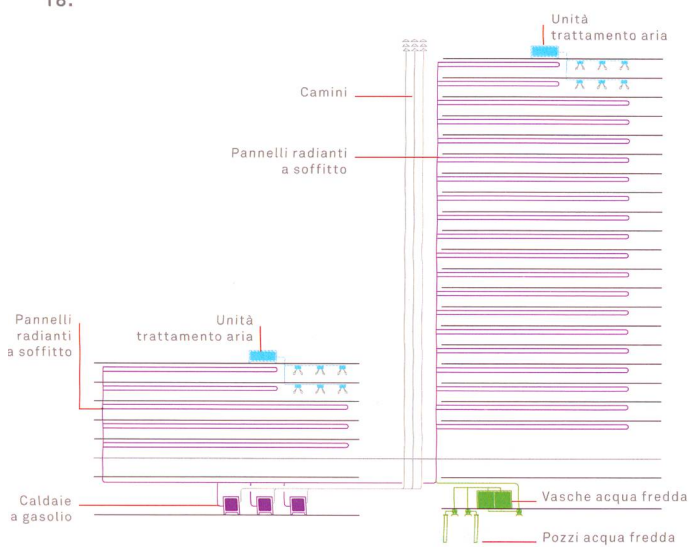 18.
Unità
trattamento aria
Camini
Pannelli radianti
a soffitto
Pannelli
radianti
a soffitto
Unità
trattamento aria
Caldaie
a gasolio
Vasche acqua fredda
Pozzi acqua fredda